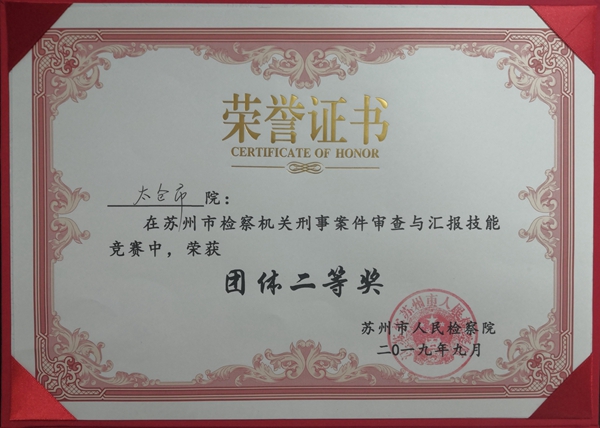 荣誉证书
CERTIFICATE OF HONOR
太仓市院：
在苏州市检察机关刑事案件审查与汇报技能
竞赛中，荣获
团体二等奖
苏州市人民检察院
二〇一九年九月